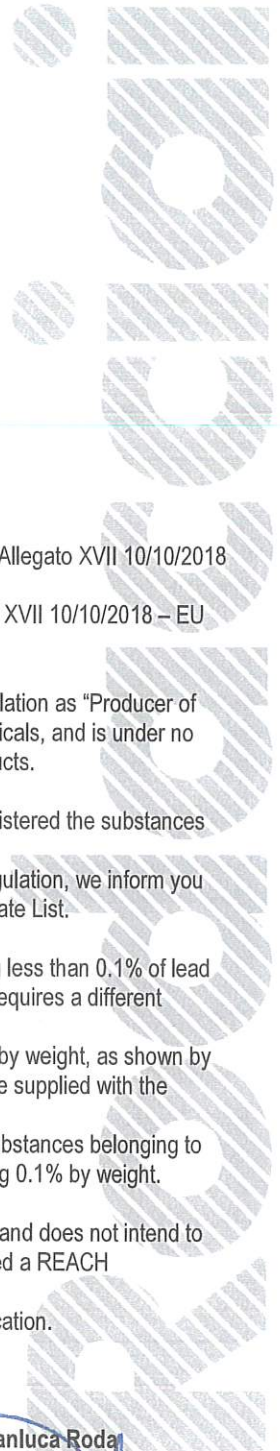 Allegato XVII 10/10/2018
XVII 10/10/2018 – EU
lation as “Producer of
icals, and is under no
ucts.
istered the substances
gulation, we inform you
ate List.
less than 0.1% of lead
equires a different
by weight, as shown by
e supplied with the
ubstances belonging to
g 0.1% by weight.
and does not intend to
ed a REACH
cation.
anluca Roda